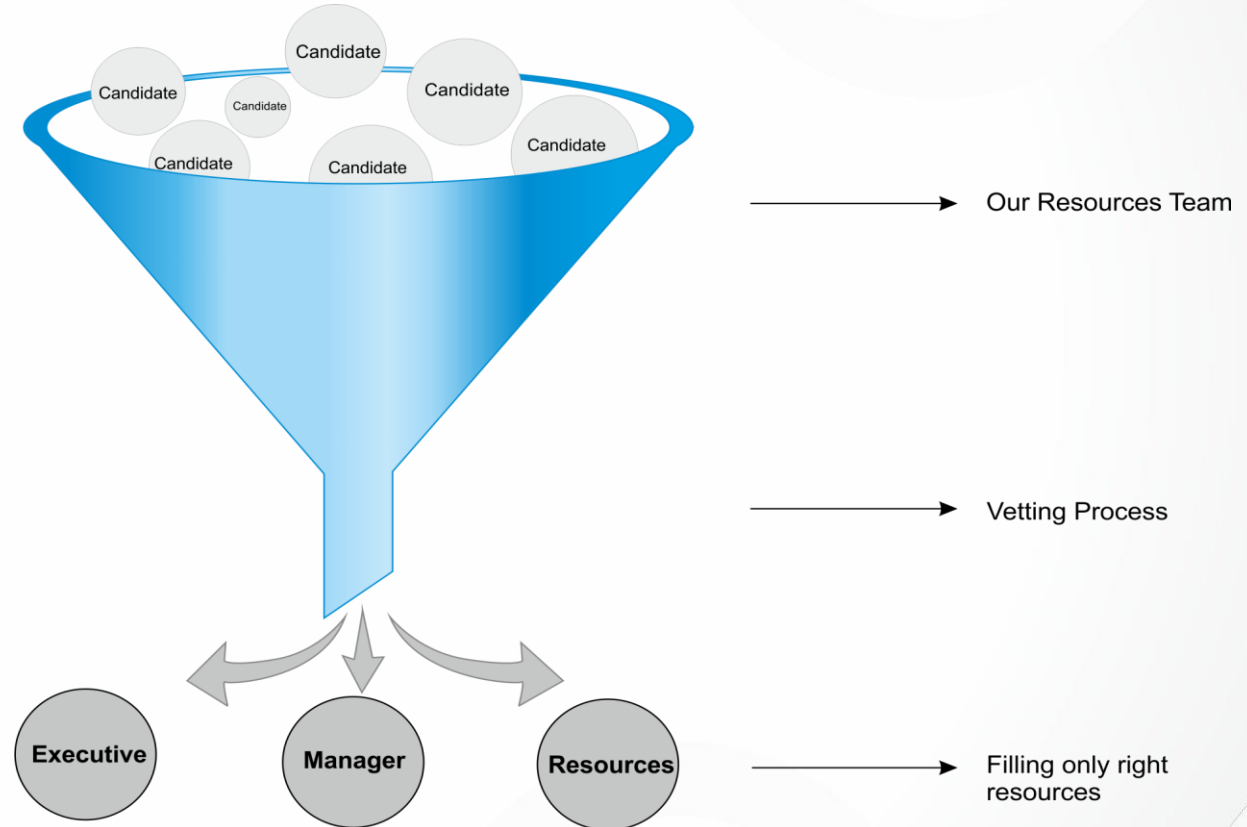 Candidate
Candidate
Candidate
Candidate
Candidate
Candidate
Candidate
Candidate
Our Resources Team
Vetting Process
Executive
Manager
Resources
Filling only right
resources